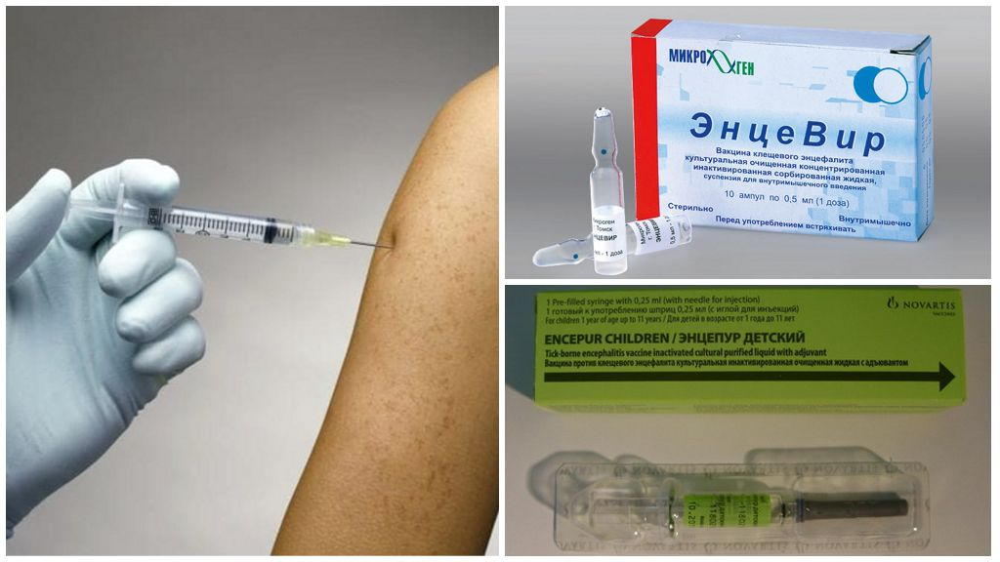 МИКРОГЕН
ЭнцеВир
Вакцина клещевого энцефалита
культуральная очищенная концентрированная
инактивированная сорбированная жидкая,
суспензия для внутримышечного введения
10 ампул по 0,5 мл (1 доза)
Стерильно
Внутримышечно
Перед употреблением встряхивать
Томск
НЦЕВИР
мл - 1 доза
г. Томск
1 Pre-filled syringe with 0,25 ml (with needle for injection)
1 готовый к употреблению шприц 0,25 мл (с иглой для инъекций)
For children 1 year of age up to 11 years / Для детей в возрасте от 1 года до 11 лет
NOVARTIS
VACCINES
ENCEPUR CHILDREN / ЭНЦЕПУР ДЕТСКИЙ
Tick-borne encephalitis vaccine inactivated cultural purified liquid with adjuvant
Вакцина против клещевого энцефалита культуральная инактивированная очищенная жидкая с адъювантом
NOVARTIS NOVARTIS NOVARTIS